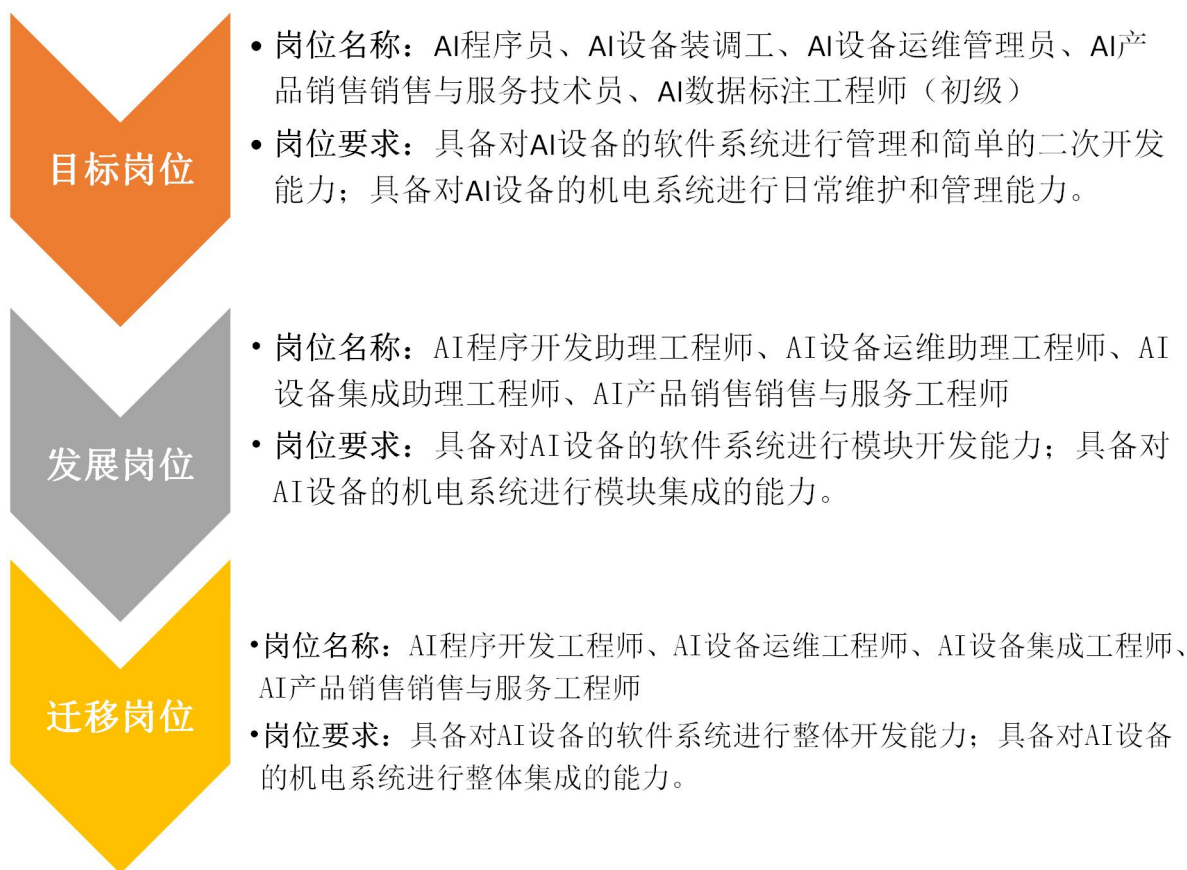 目标岗位
• 岗位名称：AI程序员、AI设备装调工、AI设备运维管理员、AI产
品销售销售与服务技术员、AI数据标注工程师（初级）
• 岗位要求：具备对AI设备的软件系统进行管理和简单的二次开发
能力；具备对AI设备的机电系统进行日常维护和管理能力。
发展岗位
• 岗位名称：AI程序开发助理工程师、AI设备运维助理工程师、AI
设备集成助理工程师、AI产品销售销售与服务工程师
• 岗位要求：具备对AI设备的软件系统进行模块开发能力；具备对
AI设备的机电系统进行模块集成的能力。
迁移岗位
•岗位名称：AI程序开发工程师、AI设备运维工程师、AI设备集成工程师、
AI产品销售销售与服务工程师
•岗位要求：具备对AI设备的软件系统进行整体开发能力；具备对AI设备
的机电系统进行整体集成的能力。